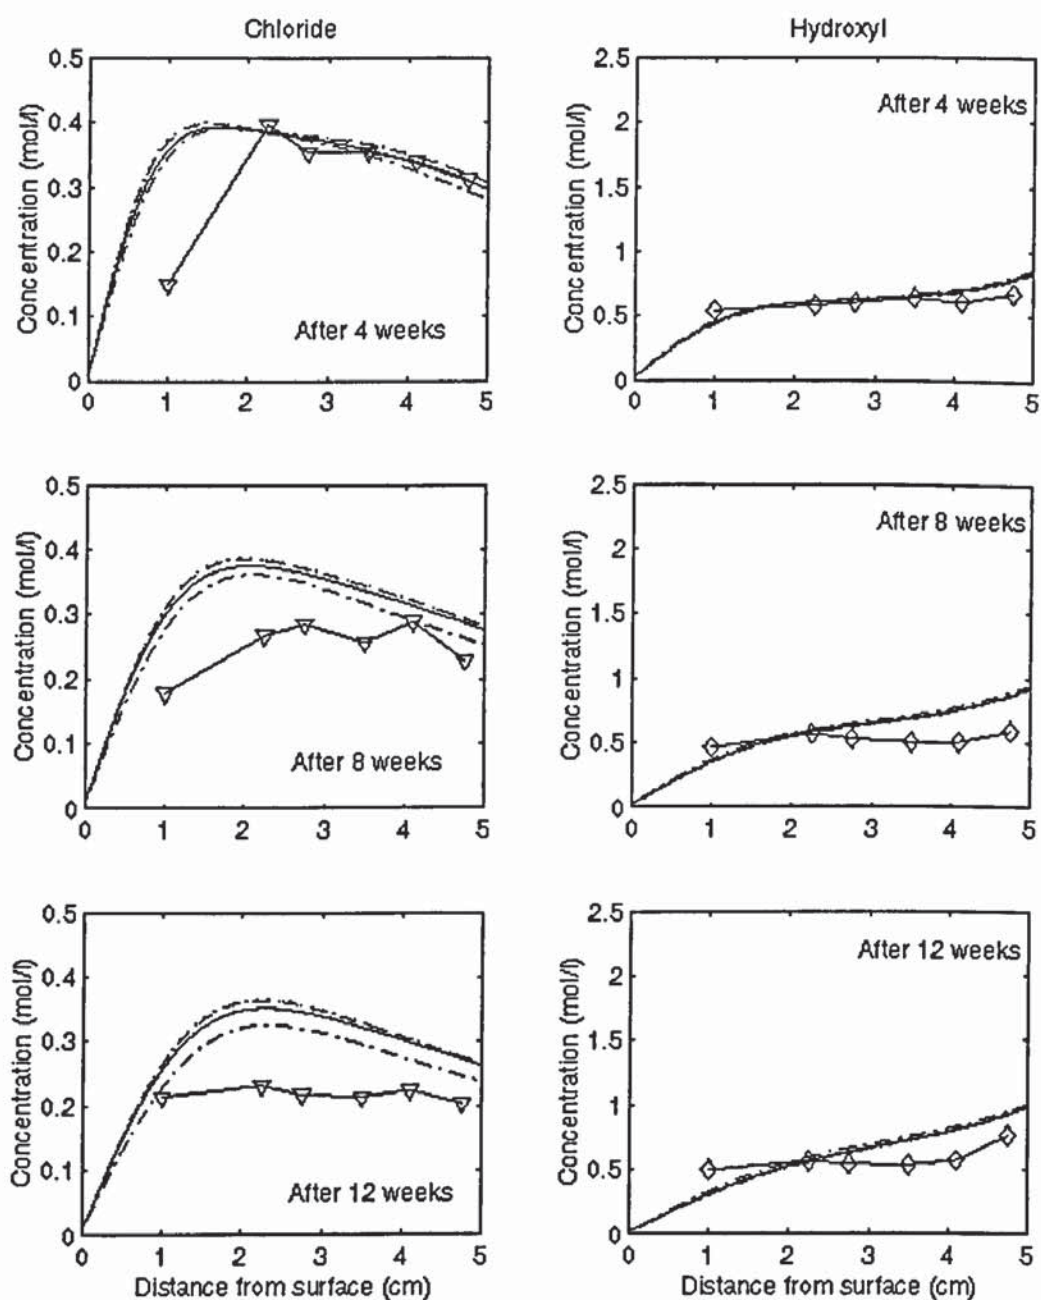 Chloride
Hydroxyl
0.5
0.4
0.3
0.2
0.1
0
Concentration (mol/l)
After 4 weeks
0 1 2 3 4 5
2.5
2
1.5
1
0.5
0
Concentration (mol/l)
After 4 weeks
0 1 2 3 4 5
0.5
0.4
0.3
0.2
0.1
0
Concentration (mol/l)
After 8 weeks
0 1 2 3 4 5
2.5
2
1.5
1
0.5
0
Concentration (mol/l)
After 8 weeks
0 1 2 3 4 5
0.5
0.4
0.3
0.2
0.1
0
Concentration (mol/l)
After 12 weeks
0 1 2 3 4 5
Distance from surface (cm)
2.5
2
1.5
1
0.5
0
Concentration (mol/l)
After 12 weeks
0 1 2 3 4 5
Distance from surface (cm)